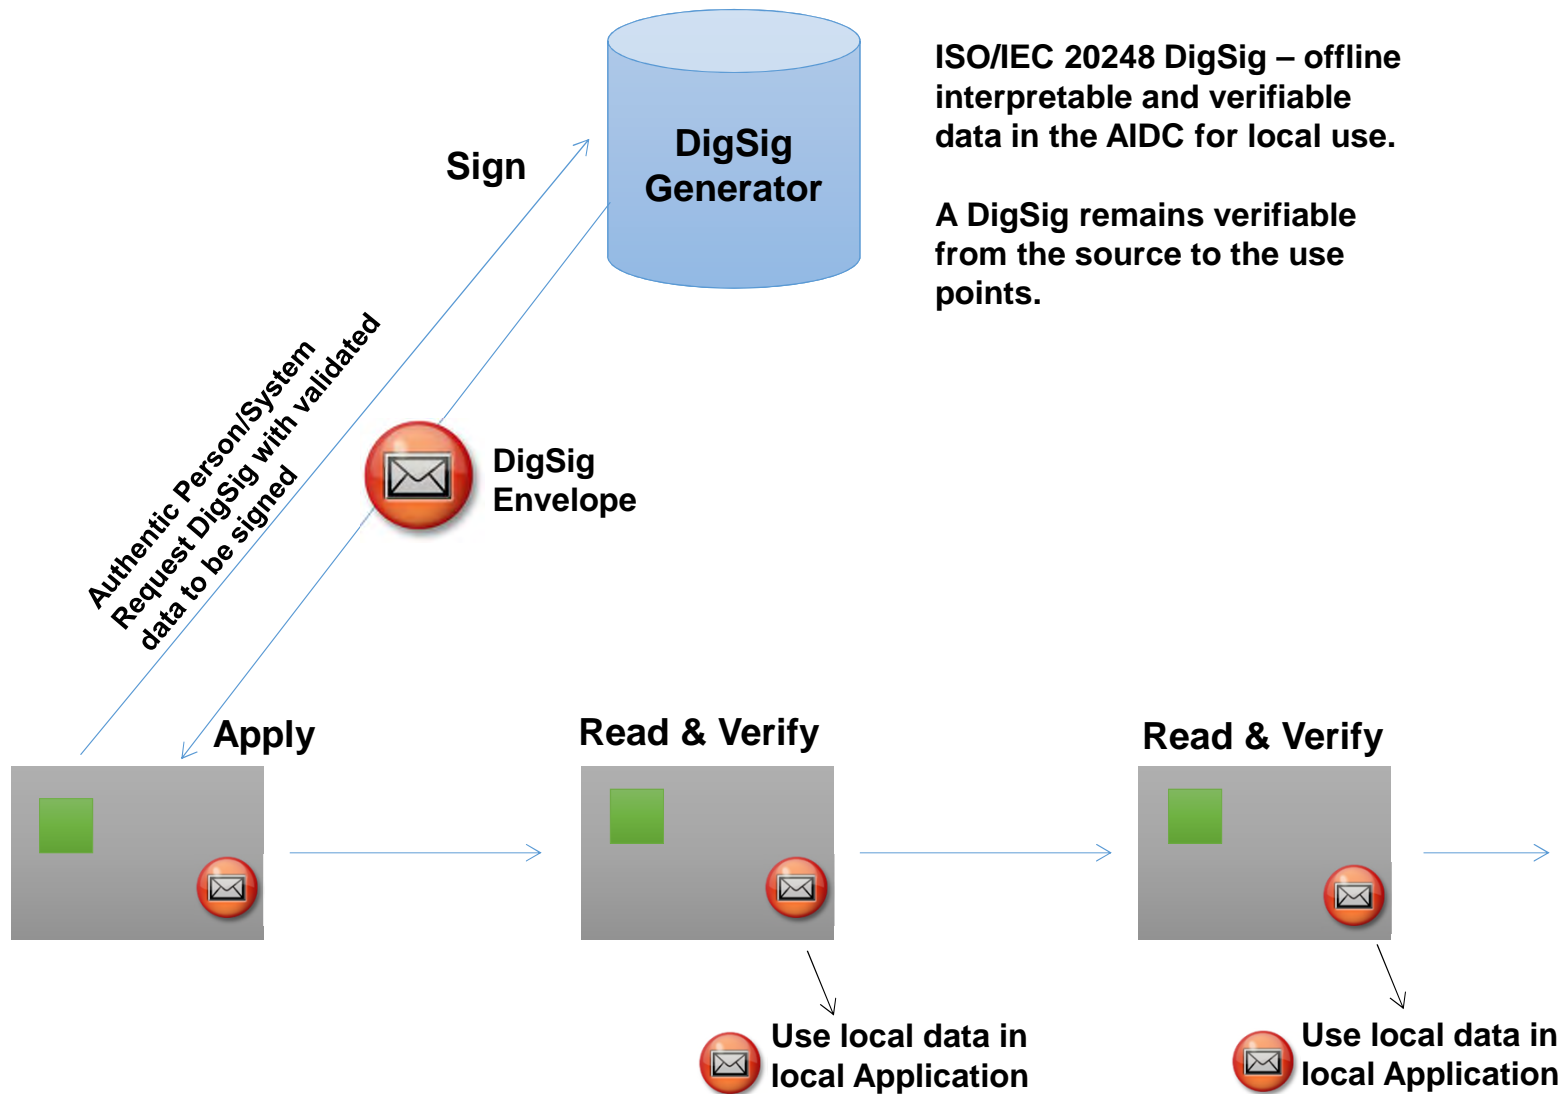 ISO/IEC 20248 DigSig – offline
interpretable and verifiable
data in the AIDC for local use.
A DigSig remains verifiable
from the source to the use
points.
DigSig
Generator
Sign
Authentic Person/System
Request DigSig with validated
data to be signed
DigSig
Envelope
Apply
Read & Verify
Read & Verify
Use local data in
local Application
Use local data in
local Application